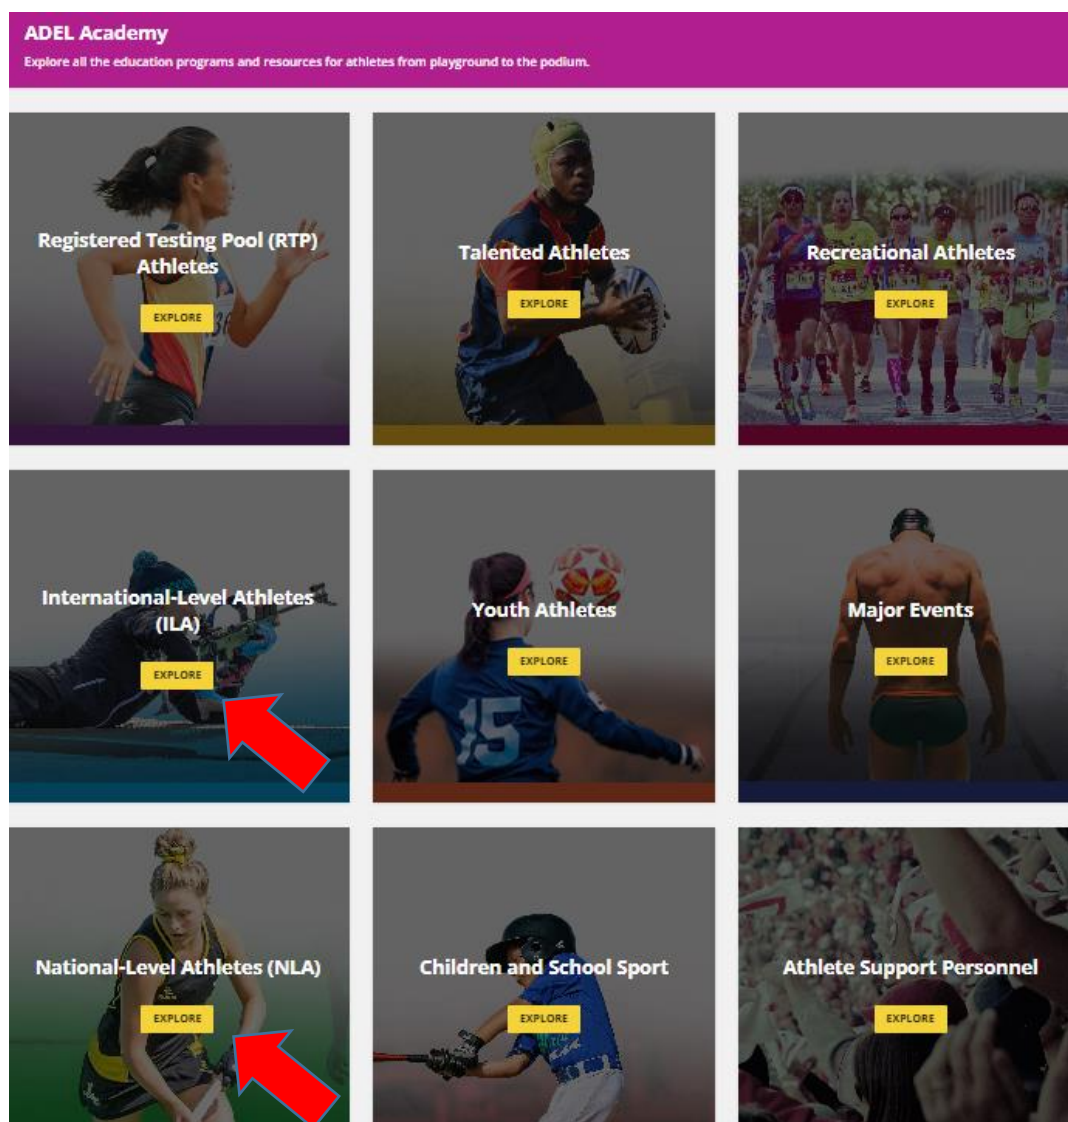 ADEL Academy
Explore all the education programs and resources for athletes from playground to the podium.
Registered Testing Pool (RTP)
Athletes
EXPLORE
Talented Athletes
EXPLORE
Recreational Athletes
EXPLORE
International-Level Athletes
(ILA)
EXPLORE
Youth Athletes
EXPLORE
15
Major Events
EXPLORE
National-Level Athletes (NLA)
EXPLORE
Children and School Sport
EXPLORE
Athlete Support Personnel
EXPLORE